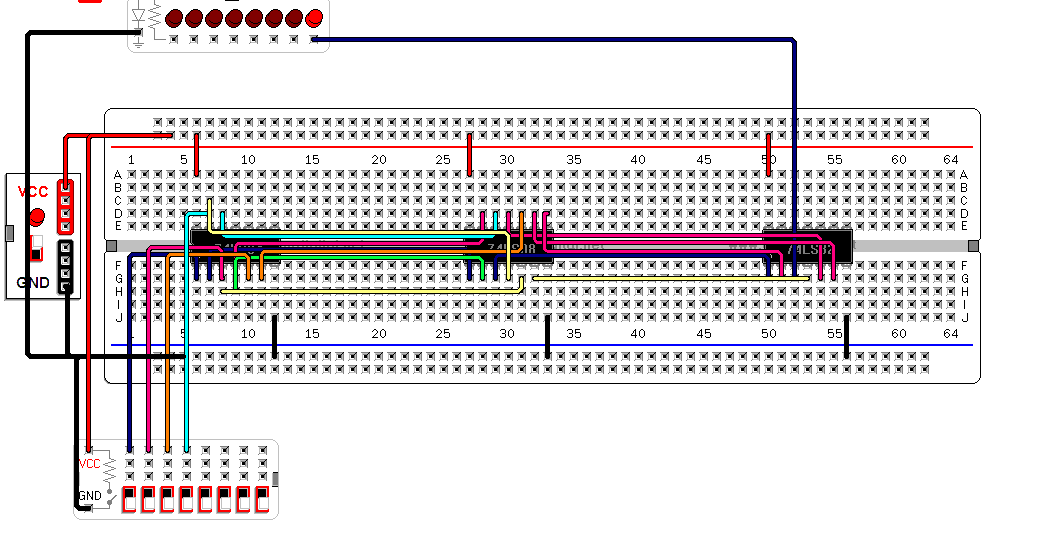 1 5 10 15 20 25 30 35 40 45 50 55 60 64
A A
B B
VCC
C C
D D
E E
74LS08
74LS32
F F
G G
GND
H H
I I
J J
5 10 15 20 25 30 35 40 45 50 55 60 64
VCC
GND